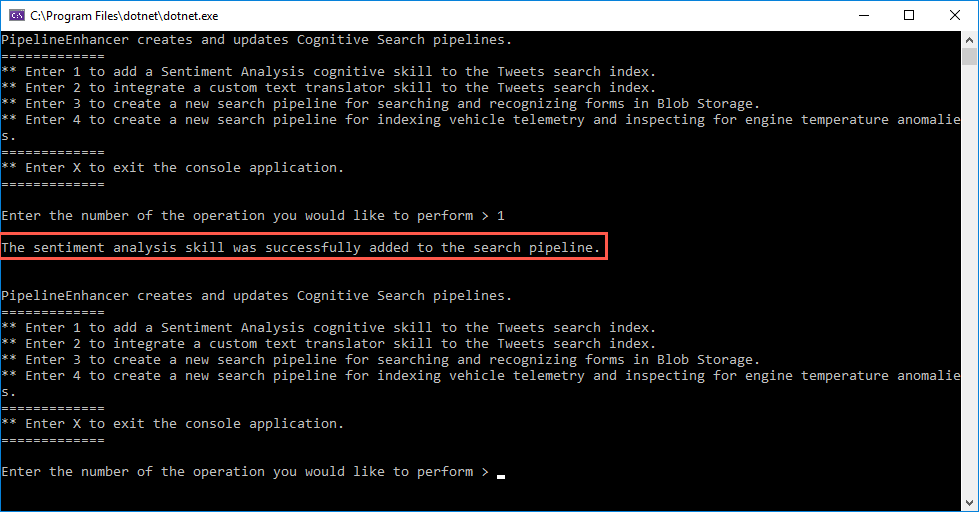 C:\Program Files\dotnet\dotnet.exe
PipelineEnhancer creates and updates Cognitive Search pipelines.
=============
** Enter 1 to add a Sentiment Analysis cognitive skill to the Tweets search index.
** Enter 2 to integrate a custom text translator skill to the Tweets search index.
** Enter 3 to create a new search pipeline for searching and recognizing forms in Blob Storage.
** Enter 4 to create a new search pipeline for indexing vehicle telemetry and inspecting for engine temperature anomalie
s.
=============
** Enter X to exit the console application.
=============
Enter the number of the operation you would like to perform > 1
The sentiment analysis skill was successfully added to the search pipeline.
PipelineEnhancer creates and updates Cognitive Search pipelines.
=============
** Enter 1 to add a Sentiment Analysis cognitive skill to the Tweets search index.
** Enter 2 to integrate a custom text translator skill to the Tweets search index.
** Enter 3 to create a new search pipeline for searching and recognizing forms in Blob Storage.
** Enter 4 to create a new search pipeline for indexing vehicle telemetry and inspecting for engine temperature anomalie
s.
=============
** Enter X to exit the console application.
=============
Enter the number of the operation you would like to perform >